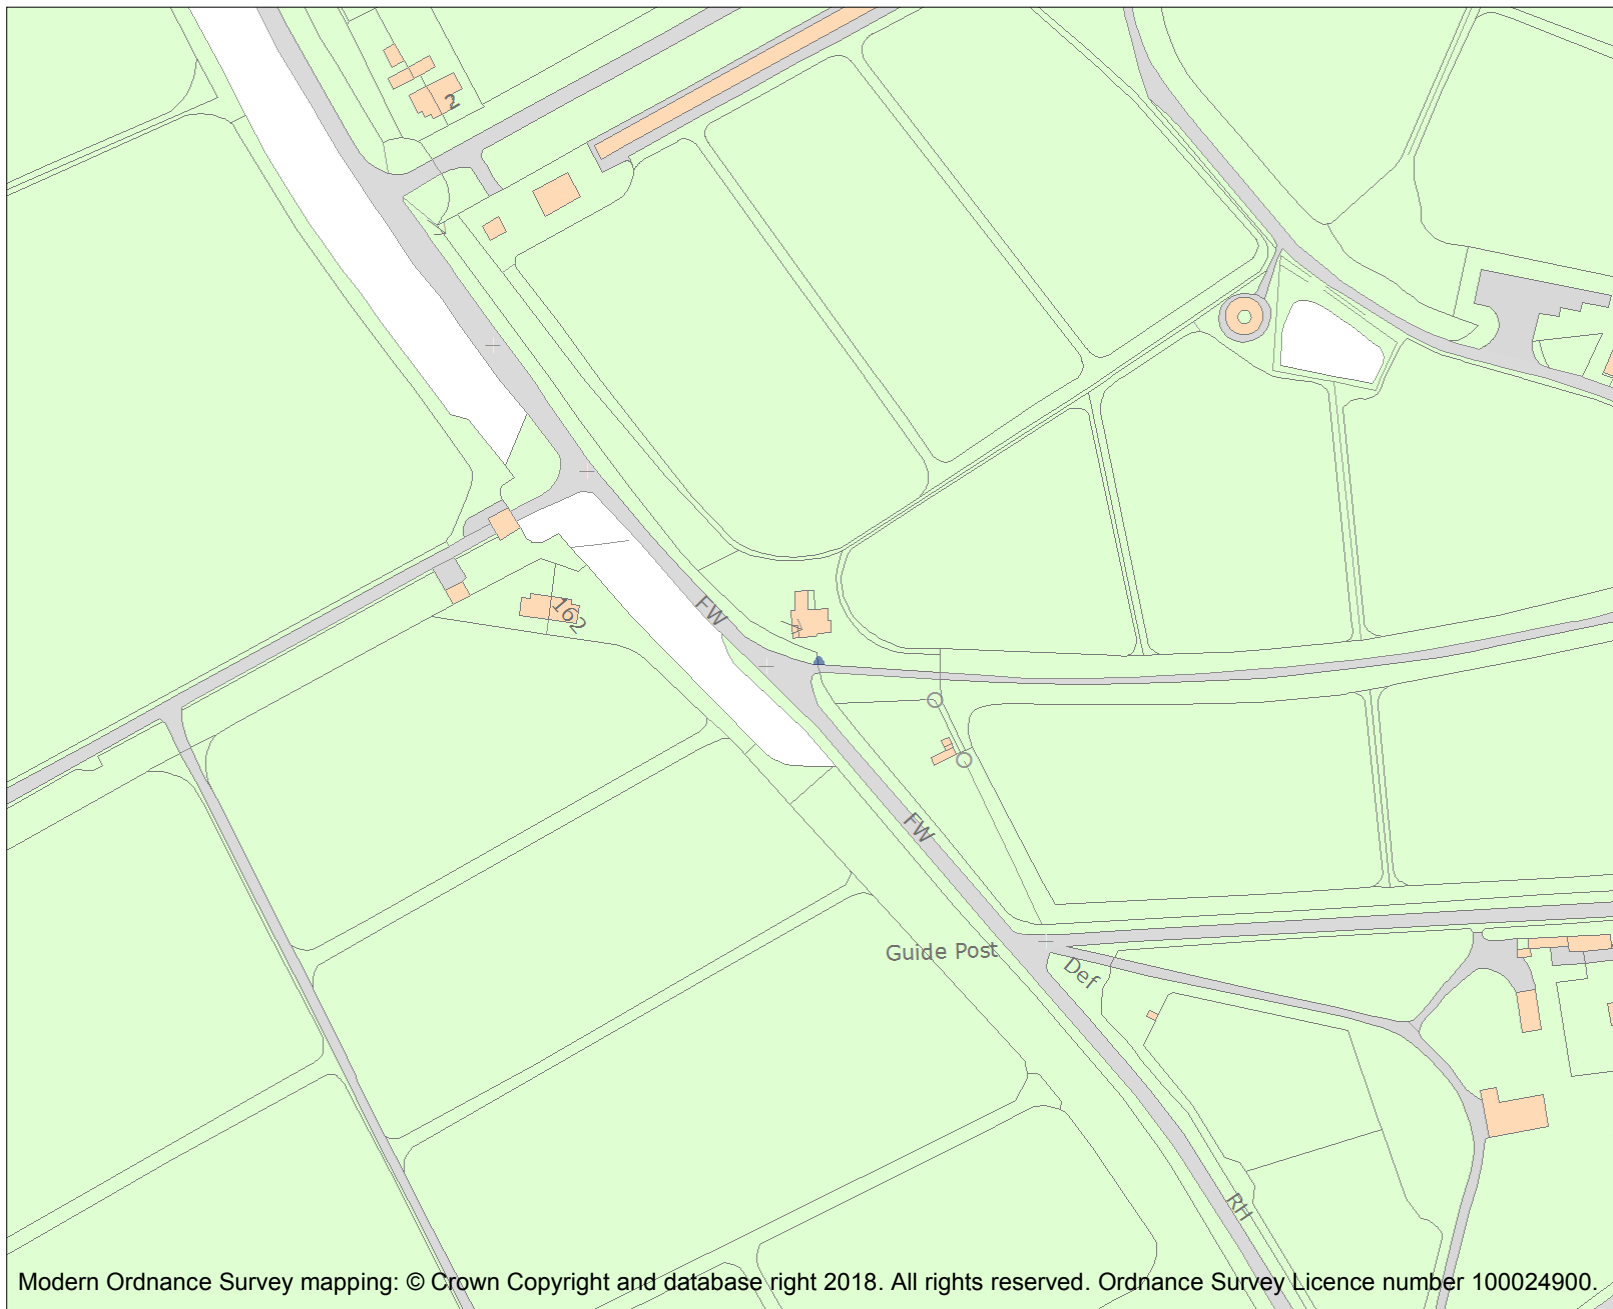 2
162
FW
FW
Guide Post
Def
RH
Modern Ordnance Survey mapping: © Crown Copyright and database right 2018. All rights reserved. Ordnance Survey Licence number 100024900.